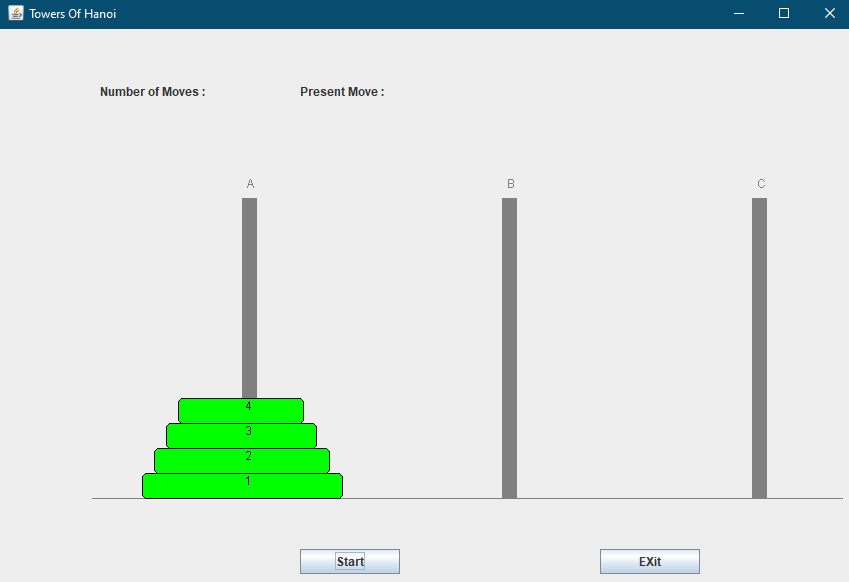 Towers Of Hanoi
Number of Moves : Present Move :
A B C
4
3
2
1
Start EXit